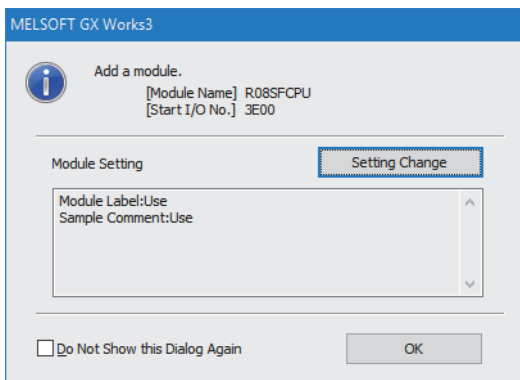 MELSOFT GX Works3
Add a module.
[Module Name] R08SFCPU
[Start I/O No.] 3E00
Module Setting
Setting Change
Module Label:Use
Sample Comment:Use
Do Not Show this Dialog Again
OK